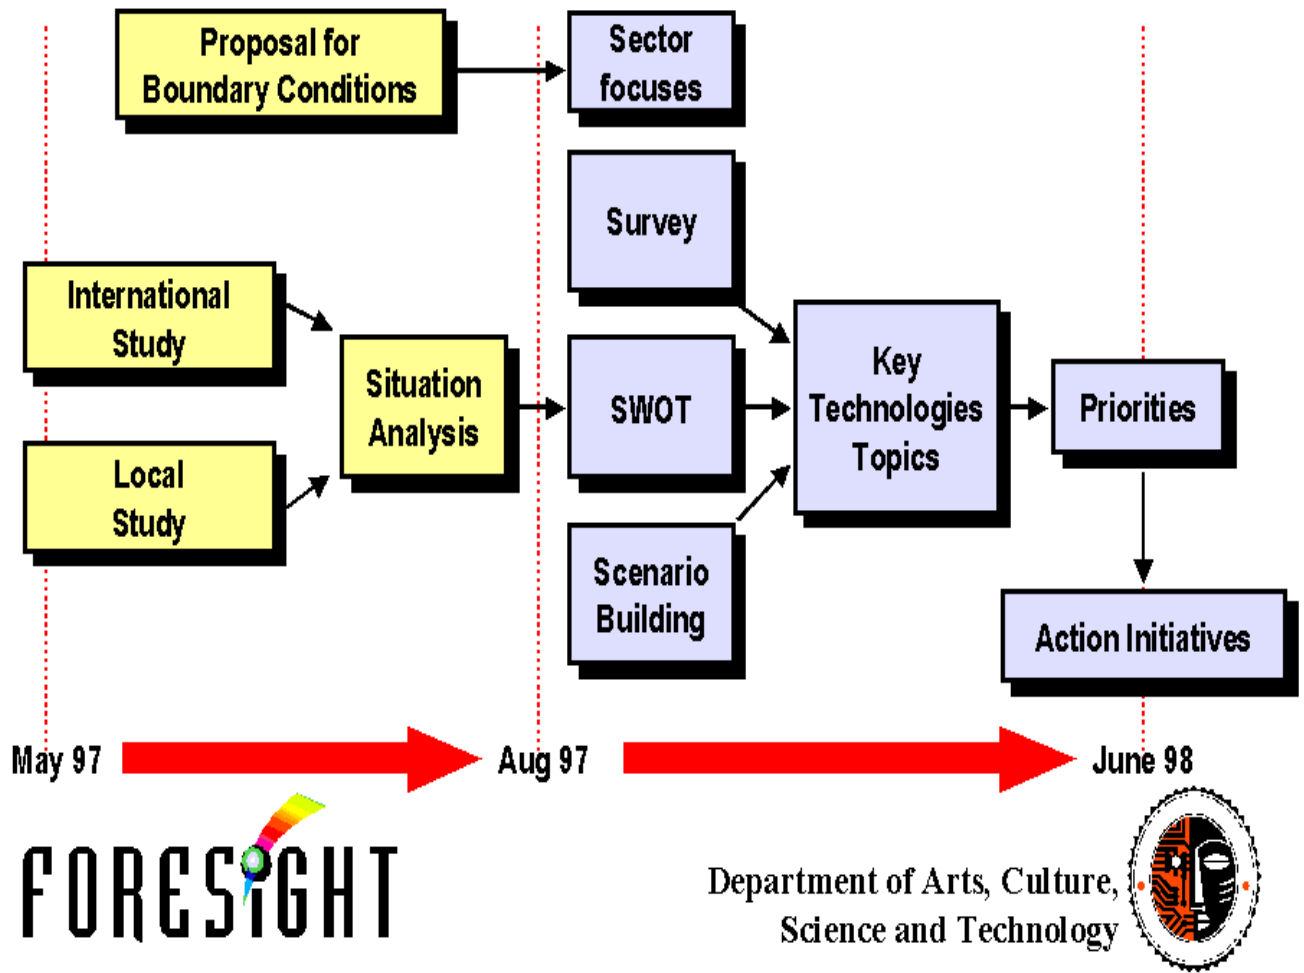 Proposal for
Boundary Conditions
Sector
focuses
Survey
International
Study
Situation
Analysis
SWOT
Key
Technologies
Topics
Priorities
Local
Study
Scenario
Building
Action Initiatives
May 97
Aug 97
June 98
FORESiGHT
Department of Arts, Culture,
Science and Technology